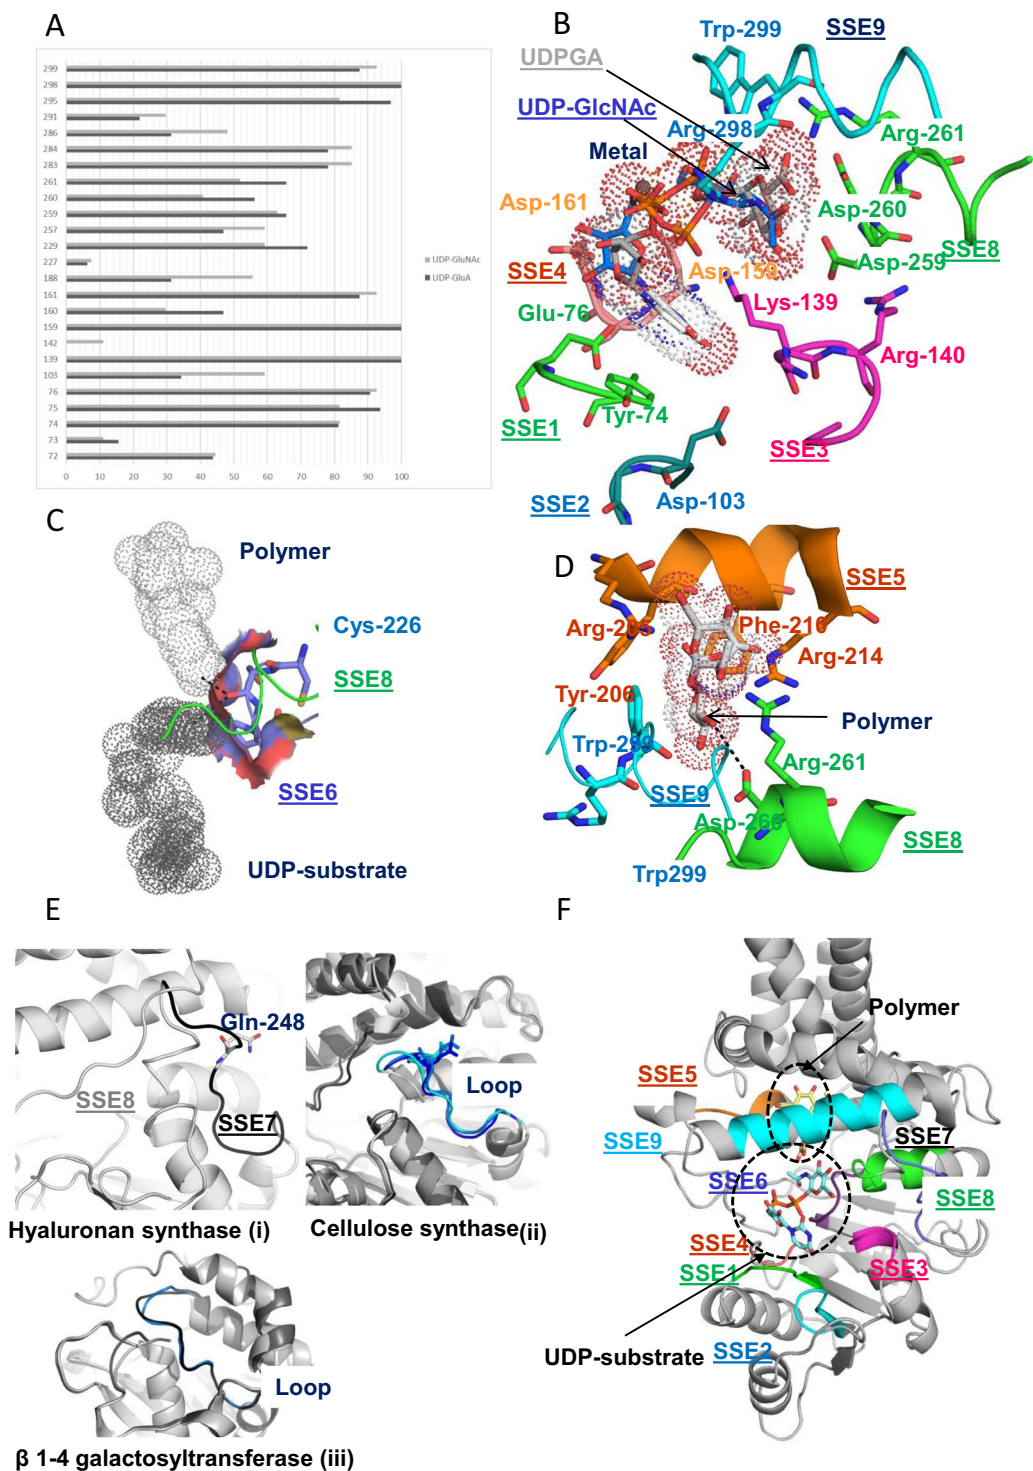 A
299
298
295
291
286
284
283
261
260
259
257
229
227
188
161
160
159
142
139
103
76
75
74
73
72
0 10 20 30 40 50 60 70 80 90 100
UDP-GluNAc
UDP-GluA
B
Trp-299
SSE9
UDPGA
UDP-GlcNAc
Arg-298
Arg-261
Metal
Asp-161
Asp-260
SSE8
Asp-259
SSE4
Asp-159
Lys-139
Glu-76
Arg-140
Tyr-74
SSE1
SSE3
SSE2
Asp-103
C
Polymer
Cys-226
SSE8
SSE6
UDP-substrate
D
SSE5
Phe-210
Arg-214
Tyr-206
Polymer
Trp-299
Arg-261
SSE9
Asp-260
SSE8
Trp299
E
Gln-248
SSE8
SSE7
Hyaluronan synthase (i)
Loop
Cellulose synthase(ii)
Loop
β 1-4 galactosyltransferase (iii)
F
Polymer
SSE5
SSE7
SSE9
SSE6
SSE8
SSE4
SSE1
SSE3
UDP-substrate
SSE2